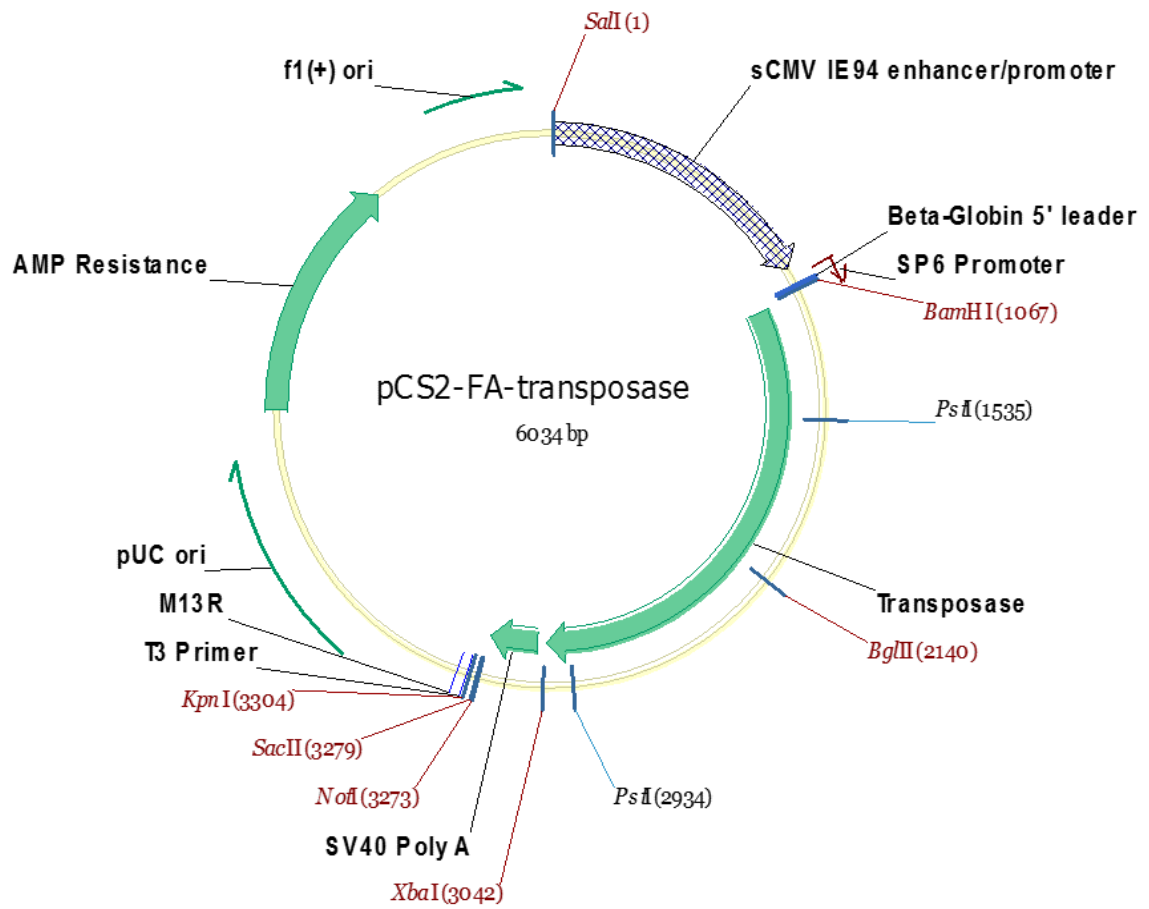 SalI (1)
f1(+) ori
sCMV IE94 enhancer/promoter
Beta-Globin 5' leader
SP6 Promoter
BamHI (1067)
AMP Resistance
pCS2-FA-transposase
6034 bp
PstI (1535)
pUC ori
M13R
T3 Primer
KpnI (3304)
SacII (3279)
NotI (3273)
SV40 Poly A
XbaI (3042)
PstI (2934)
BglII (2140)
Transposase